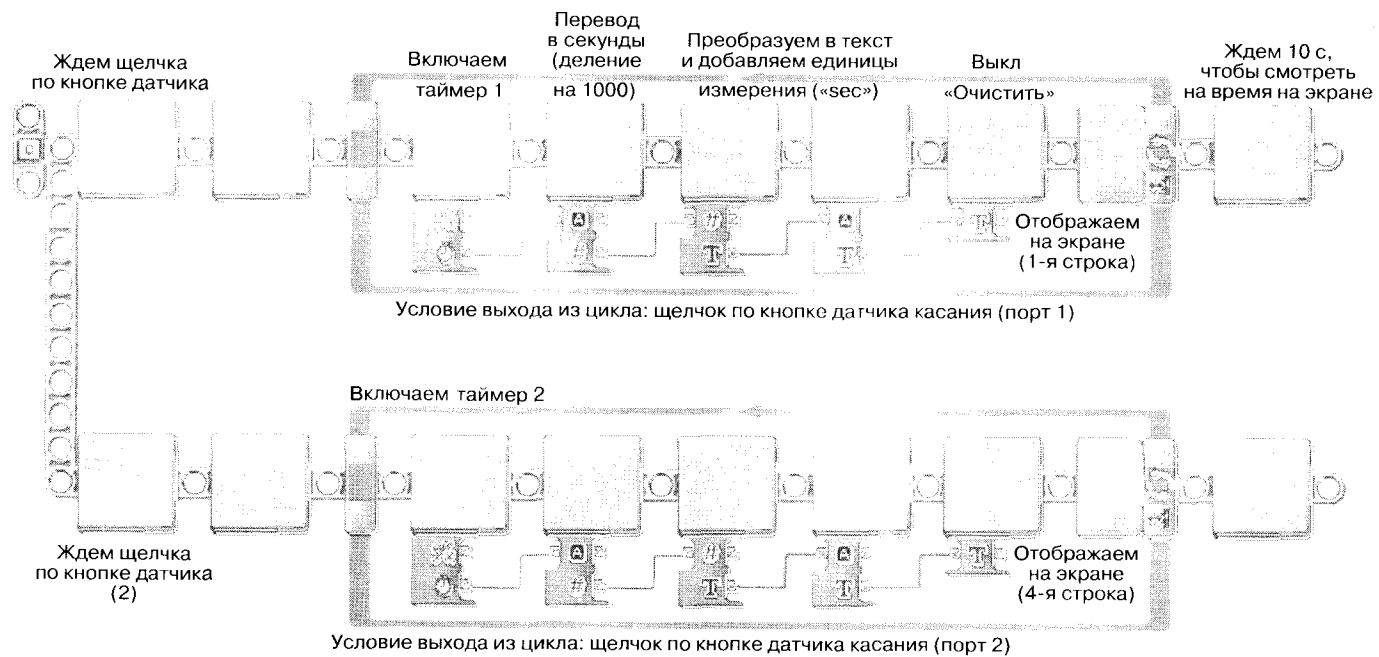 Ждем щелчка
по кнопке датчика
Включаем
таймер 1
Перевод
в секунды
(деление
на 1000)
Преобразуем в текст
и добавляем единицы
измерения («sec»)
Выкл
«Очистить»
Ждем 10 с,
чтобы смотреть
на время на экране
A
#
#
T
A
T
T
Отображаем
на экране
(1-я строка)
Условие выхода из цикла: щелчок по кнопке датчика касания (порт 1)
Включаем таймер 2
Ждем щелчка
по кнопке датчика
(2)
A
#
#
T
A
T
T
Отображаем
на экране
(4-я строка)
Условие выхода из цикла: щелчок по кнопке датчика касания (порт 2)